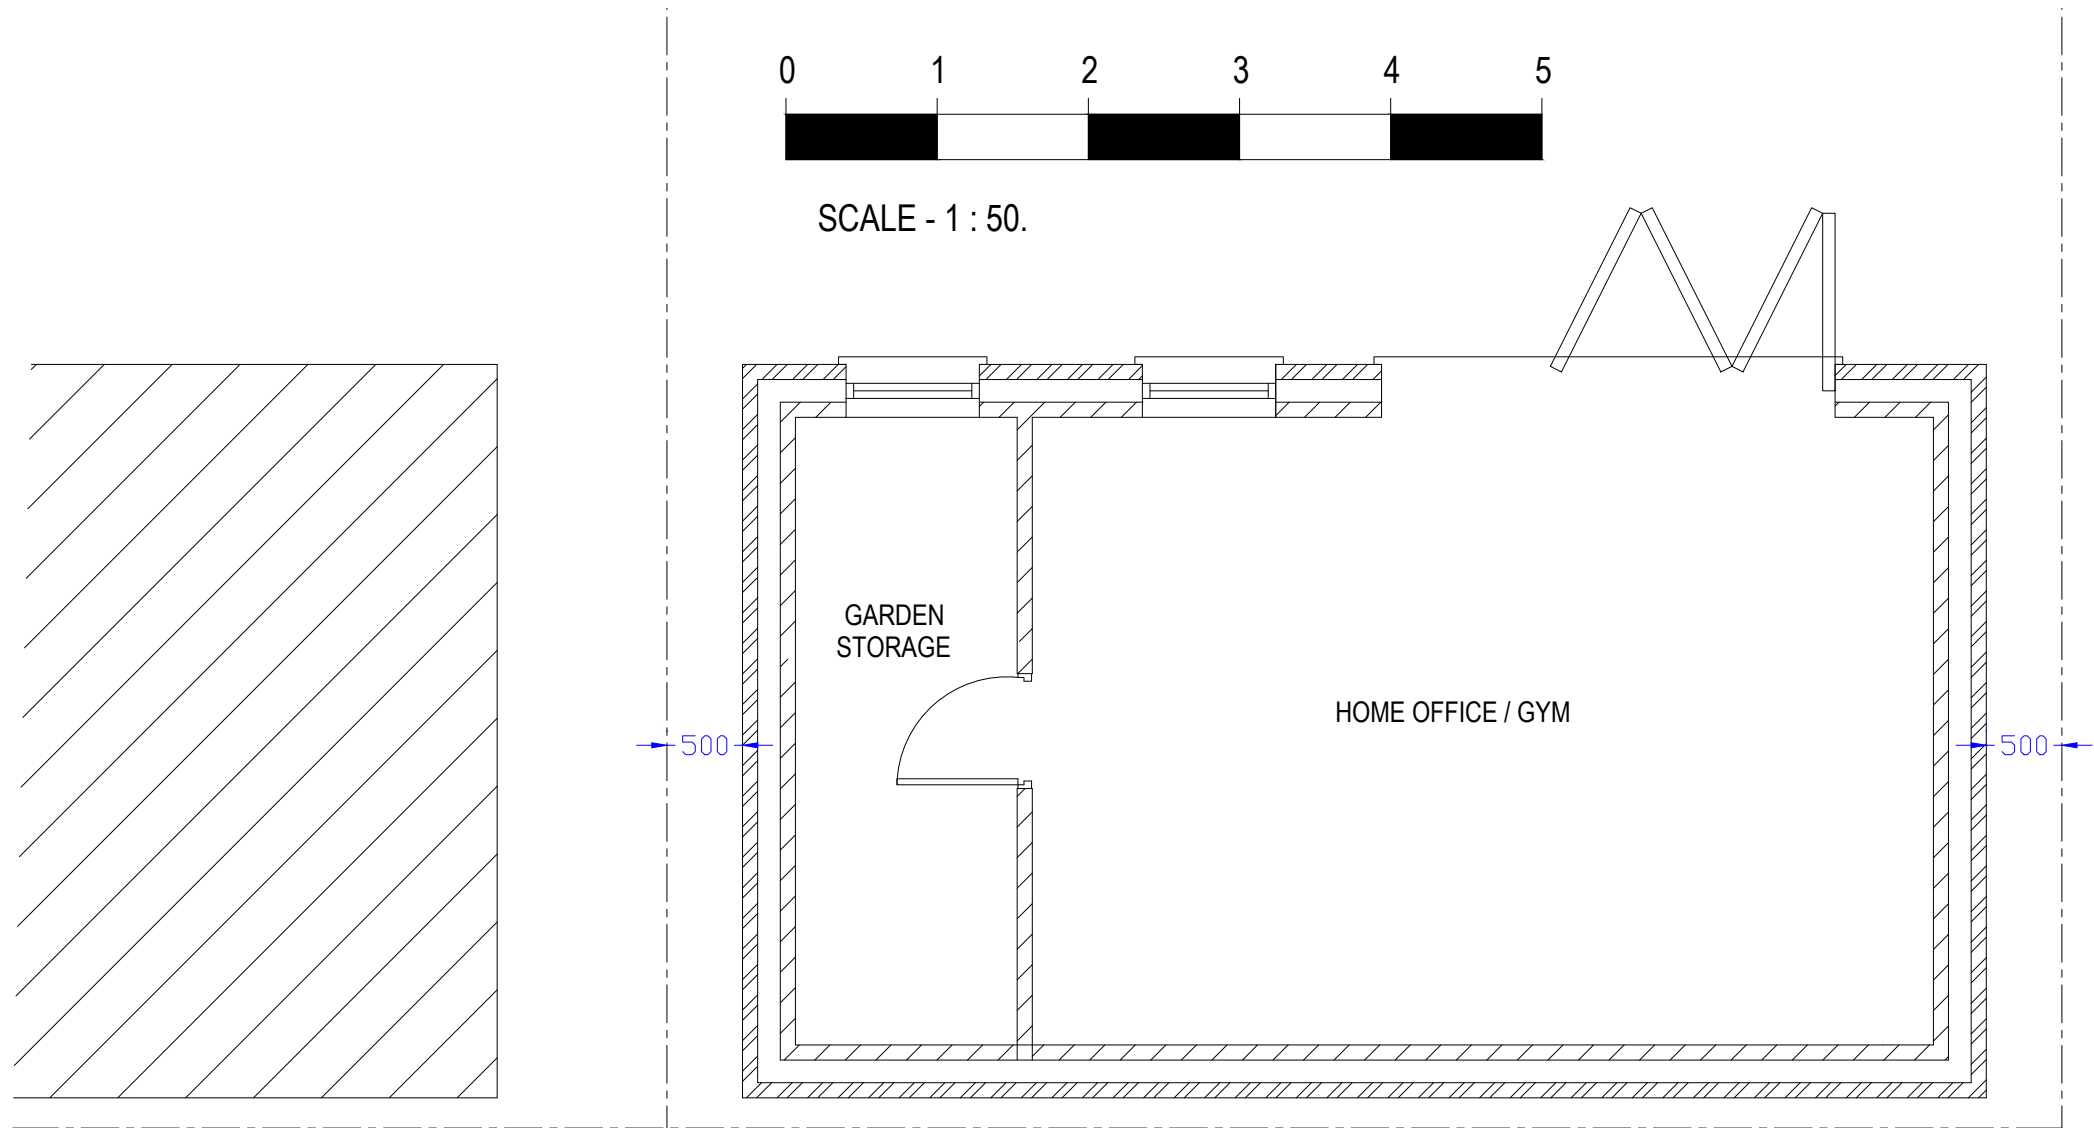 0 1 2 3 4 5
SCALE - 1 : 50.
GARDEN
STORAGE
HOME OFFICE / GYM
500 500